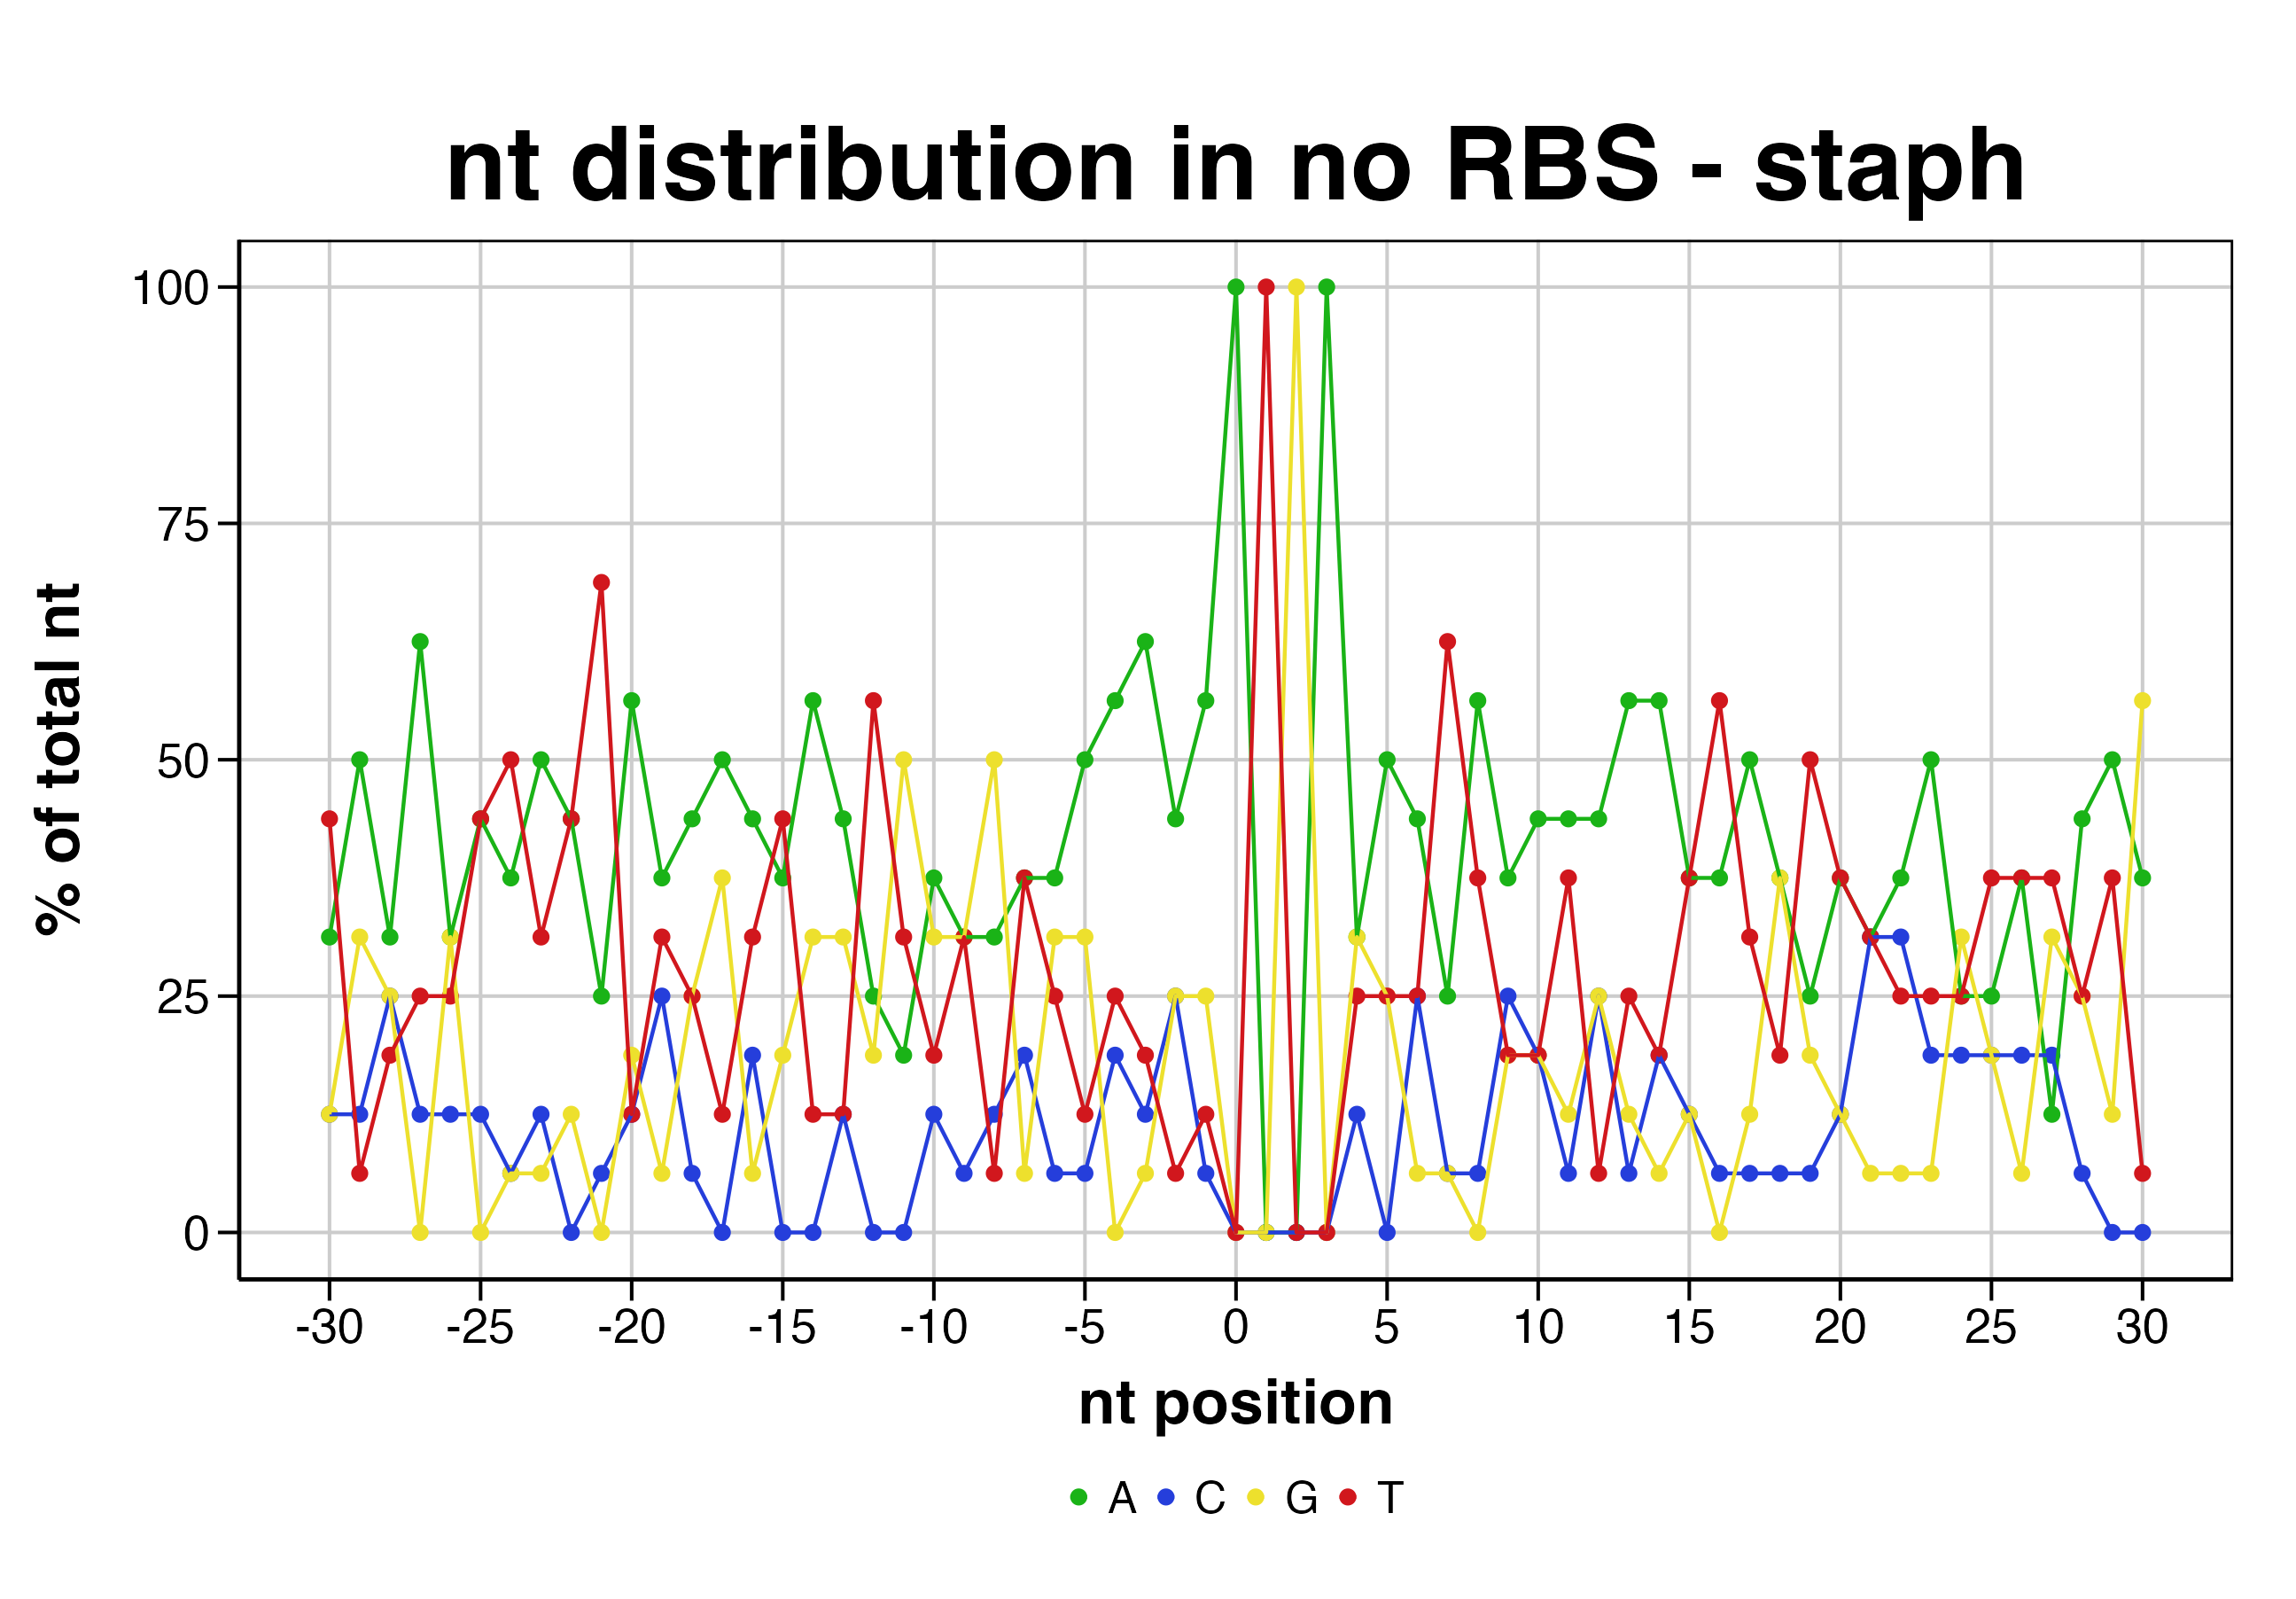 nt distribution in no RBS - staph
% of total nt
100
75
50
25
0
-30 -25 -20 -15 -10 -5 0 5 10 15 20 25 30
nt position
A C G T